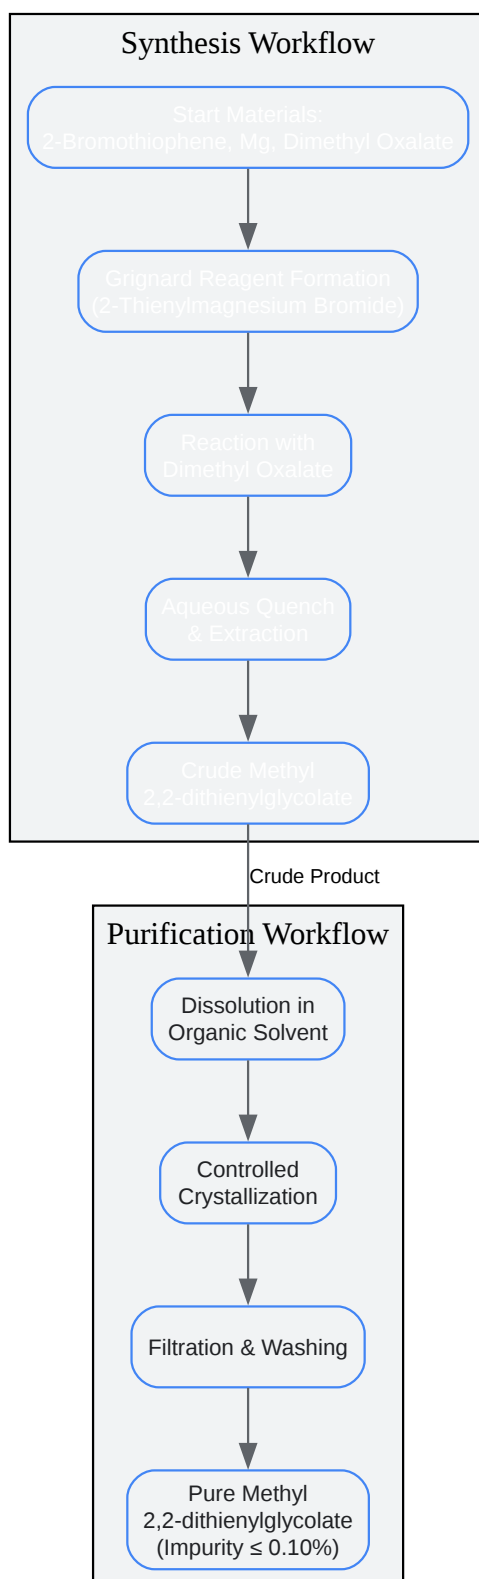 Synthesis Workflow
Start Materials:
2-Bromothiophene, Mg, Dimethyl Oxalate
Grignard Reagent Formation
(2-Thienylmagnesium Bromide)
Reaction with
Dimethyl Oxalate
Aqueous Quench
& Extraction
Crude Methyl
2,2-dithienylglycolate
Crude Product
Purification Workflow
Dissolution in
Organic Solvent
Controlled
Crystallization
Filtration & Washing
Pure Methyl
2,2-dithienylglycolate
(Impurity ≤ 0.10%)